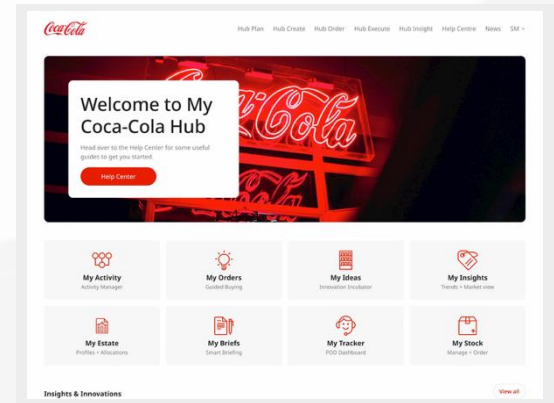 Coca-Cola
Hub Plan Hub Create Hub Order Hub Execute Hub Insight Help Centre News SM
Coca-Cola
Welcome to My
Coca-Cola Hub
Head over to the Help Center for some useful
guides to get you started.
Help Center
My Activity
Activity Manager
My Orders
Guided Buying
My Ideas
Innovation Incubator
My Insights
Trends + Market view
My Estate
Profiles + Allocations
My Briefs
Smart Briefing
My Tracker
POD Dashboard
My Stock
Manage + Order
Insights & Innovations
View all